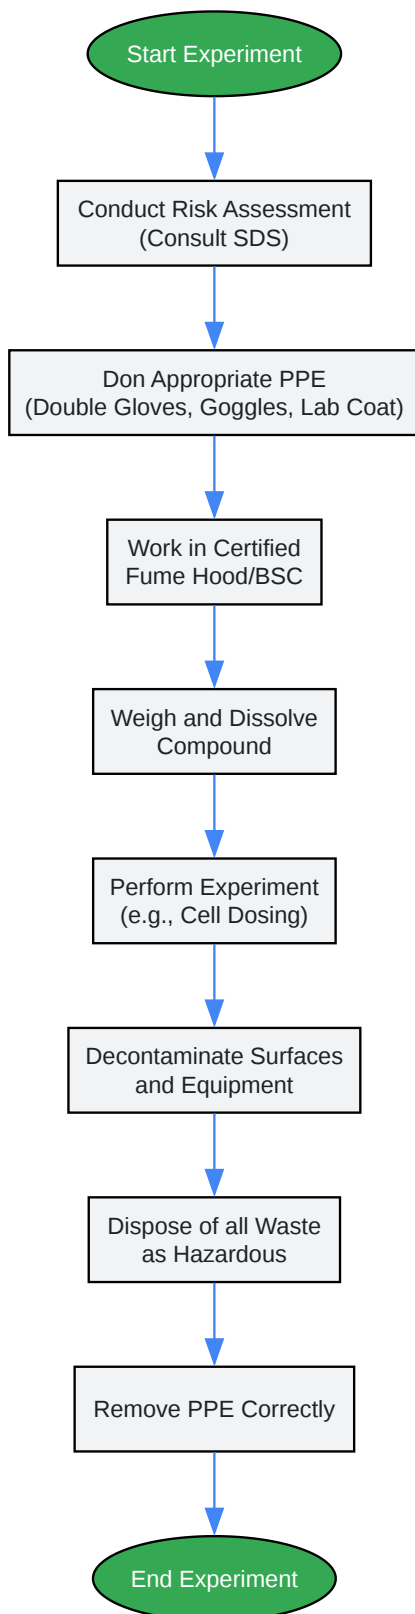 Start Experiment
Conduct Risk Assessment
(Consult SDS)
Don Appropriate PPE
(Double Gloves, Goggles, Lab Coat)
Work in Certified
Fume Hood/BSC
Weigh and Dissolve
Compound
Perform Experiment
(e.g., Cell Dosing)
Decontaminate Surfaces
and Equipment
Dispose of all Waste
as Hazardous
Remove PPE Correctly
End Experiment